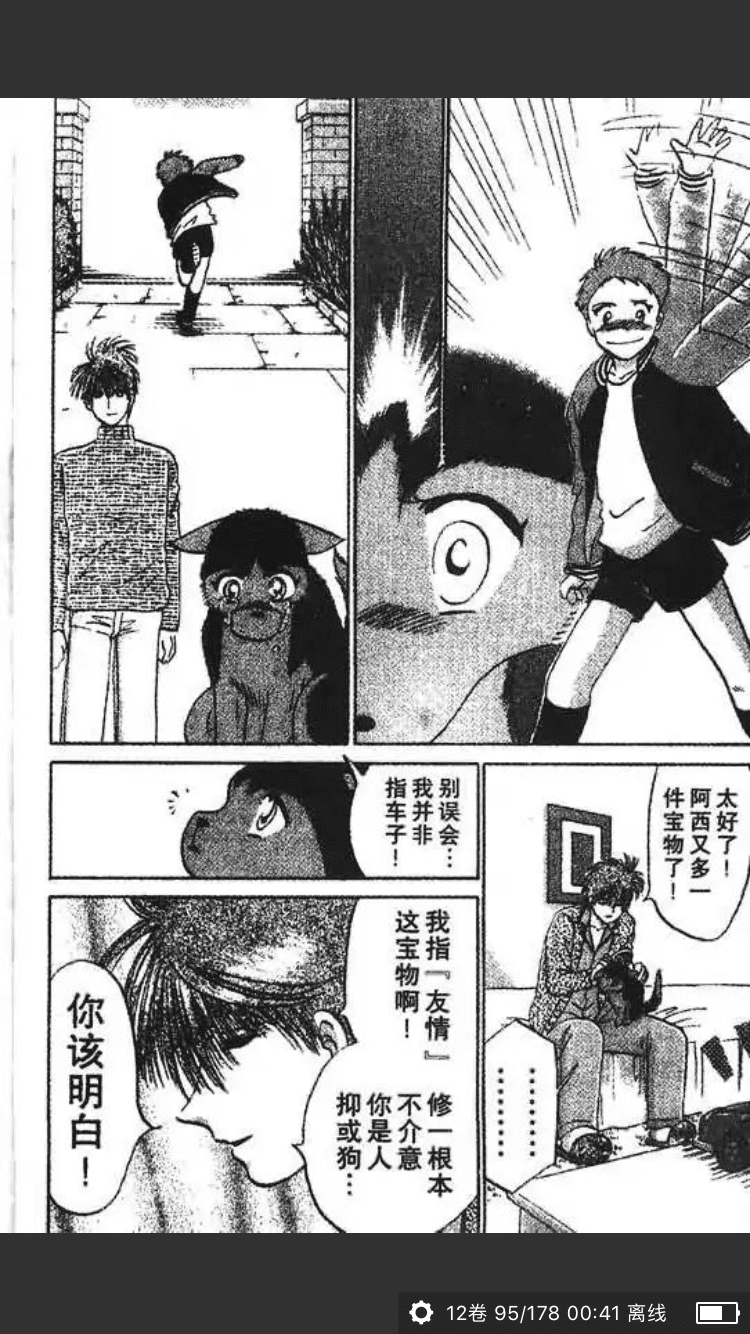 太好了！
阿西又多一
件宝物了！
………………
别误会…
我并非
指车子！
我指『友情』
这宝物啊！
修一根本
不介意
你是人
抑或狗…
你该明白！
12卷 95/178 00:41 离线